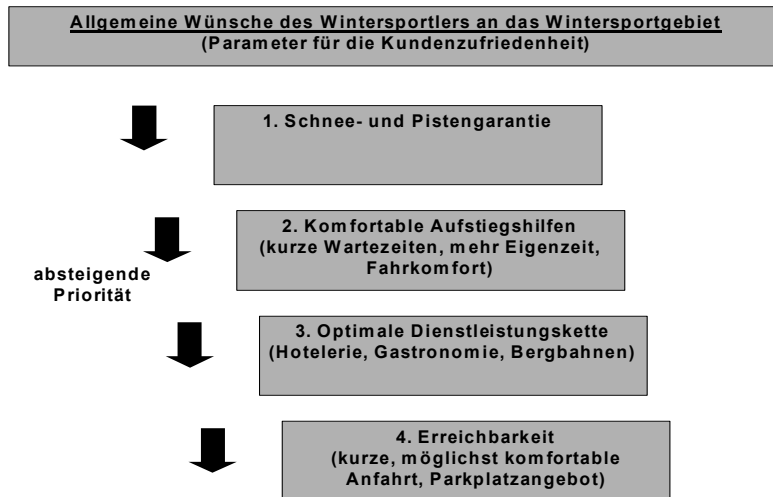 Allgemeine Wünsche des Wintersportlers an das Wintersportgebiet
(Parameter für die Kundenzufriedenheit)
1. Schnee- und Pistengarantie
2. Komfortable Aufstiegshilfen
(kurze Wartezeiten, mehr Eigenzeit,
Fahrkomfort)
absteigende
Priorität
3. Optimale Dienstleistungskette
(Hotelerie, Gastronomie, Bergbahnen)
4. Erreichbarkeit
(kurze, möglichst komfortable
Anfahrt, Parkplatzangebot)